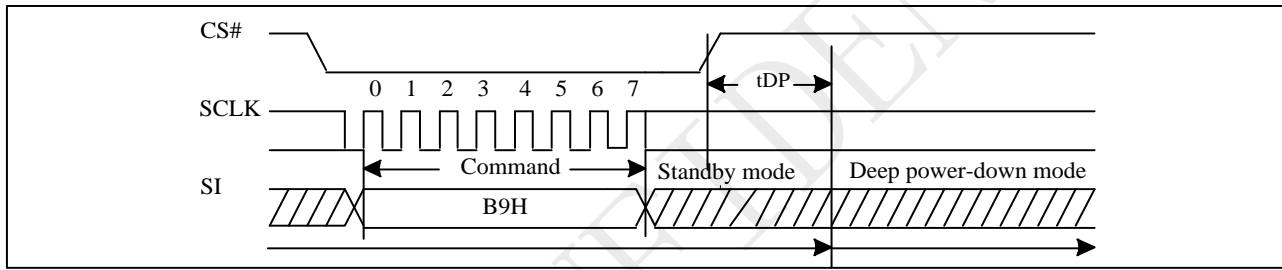 CS#
tDP
0 1 2 3 4 5 6 7
SCLK
Command
Standby mode
Deep power-down mode
SI
B9H